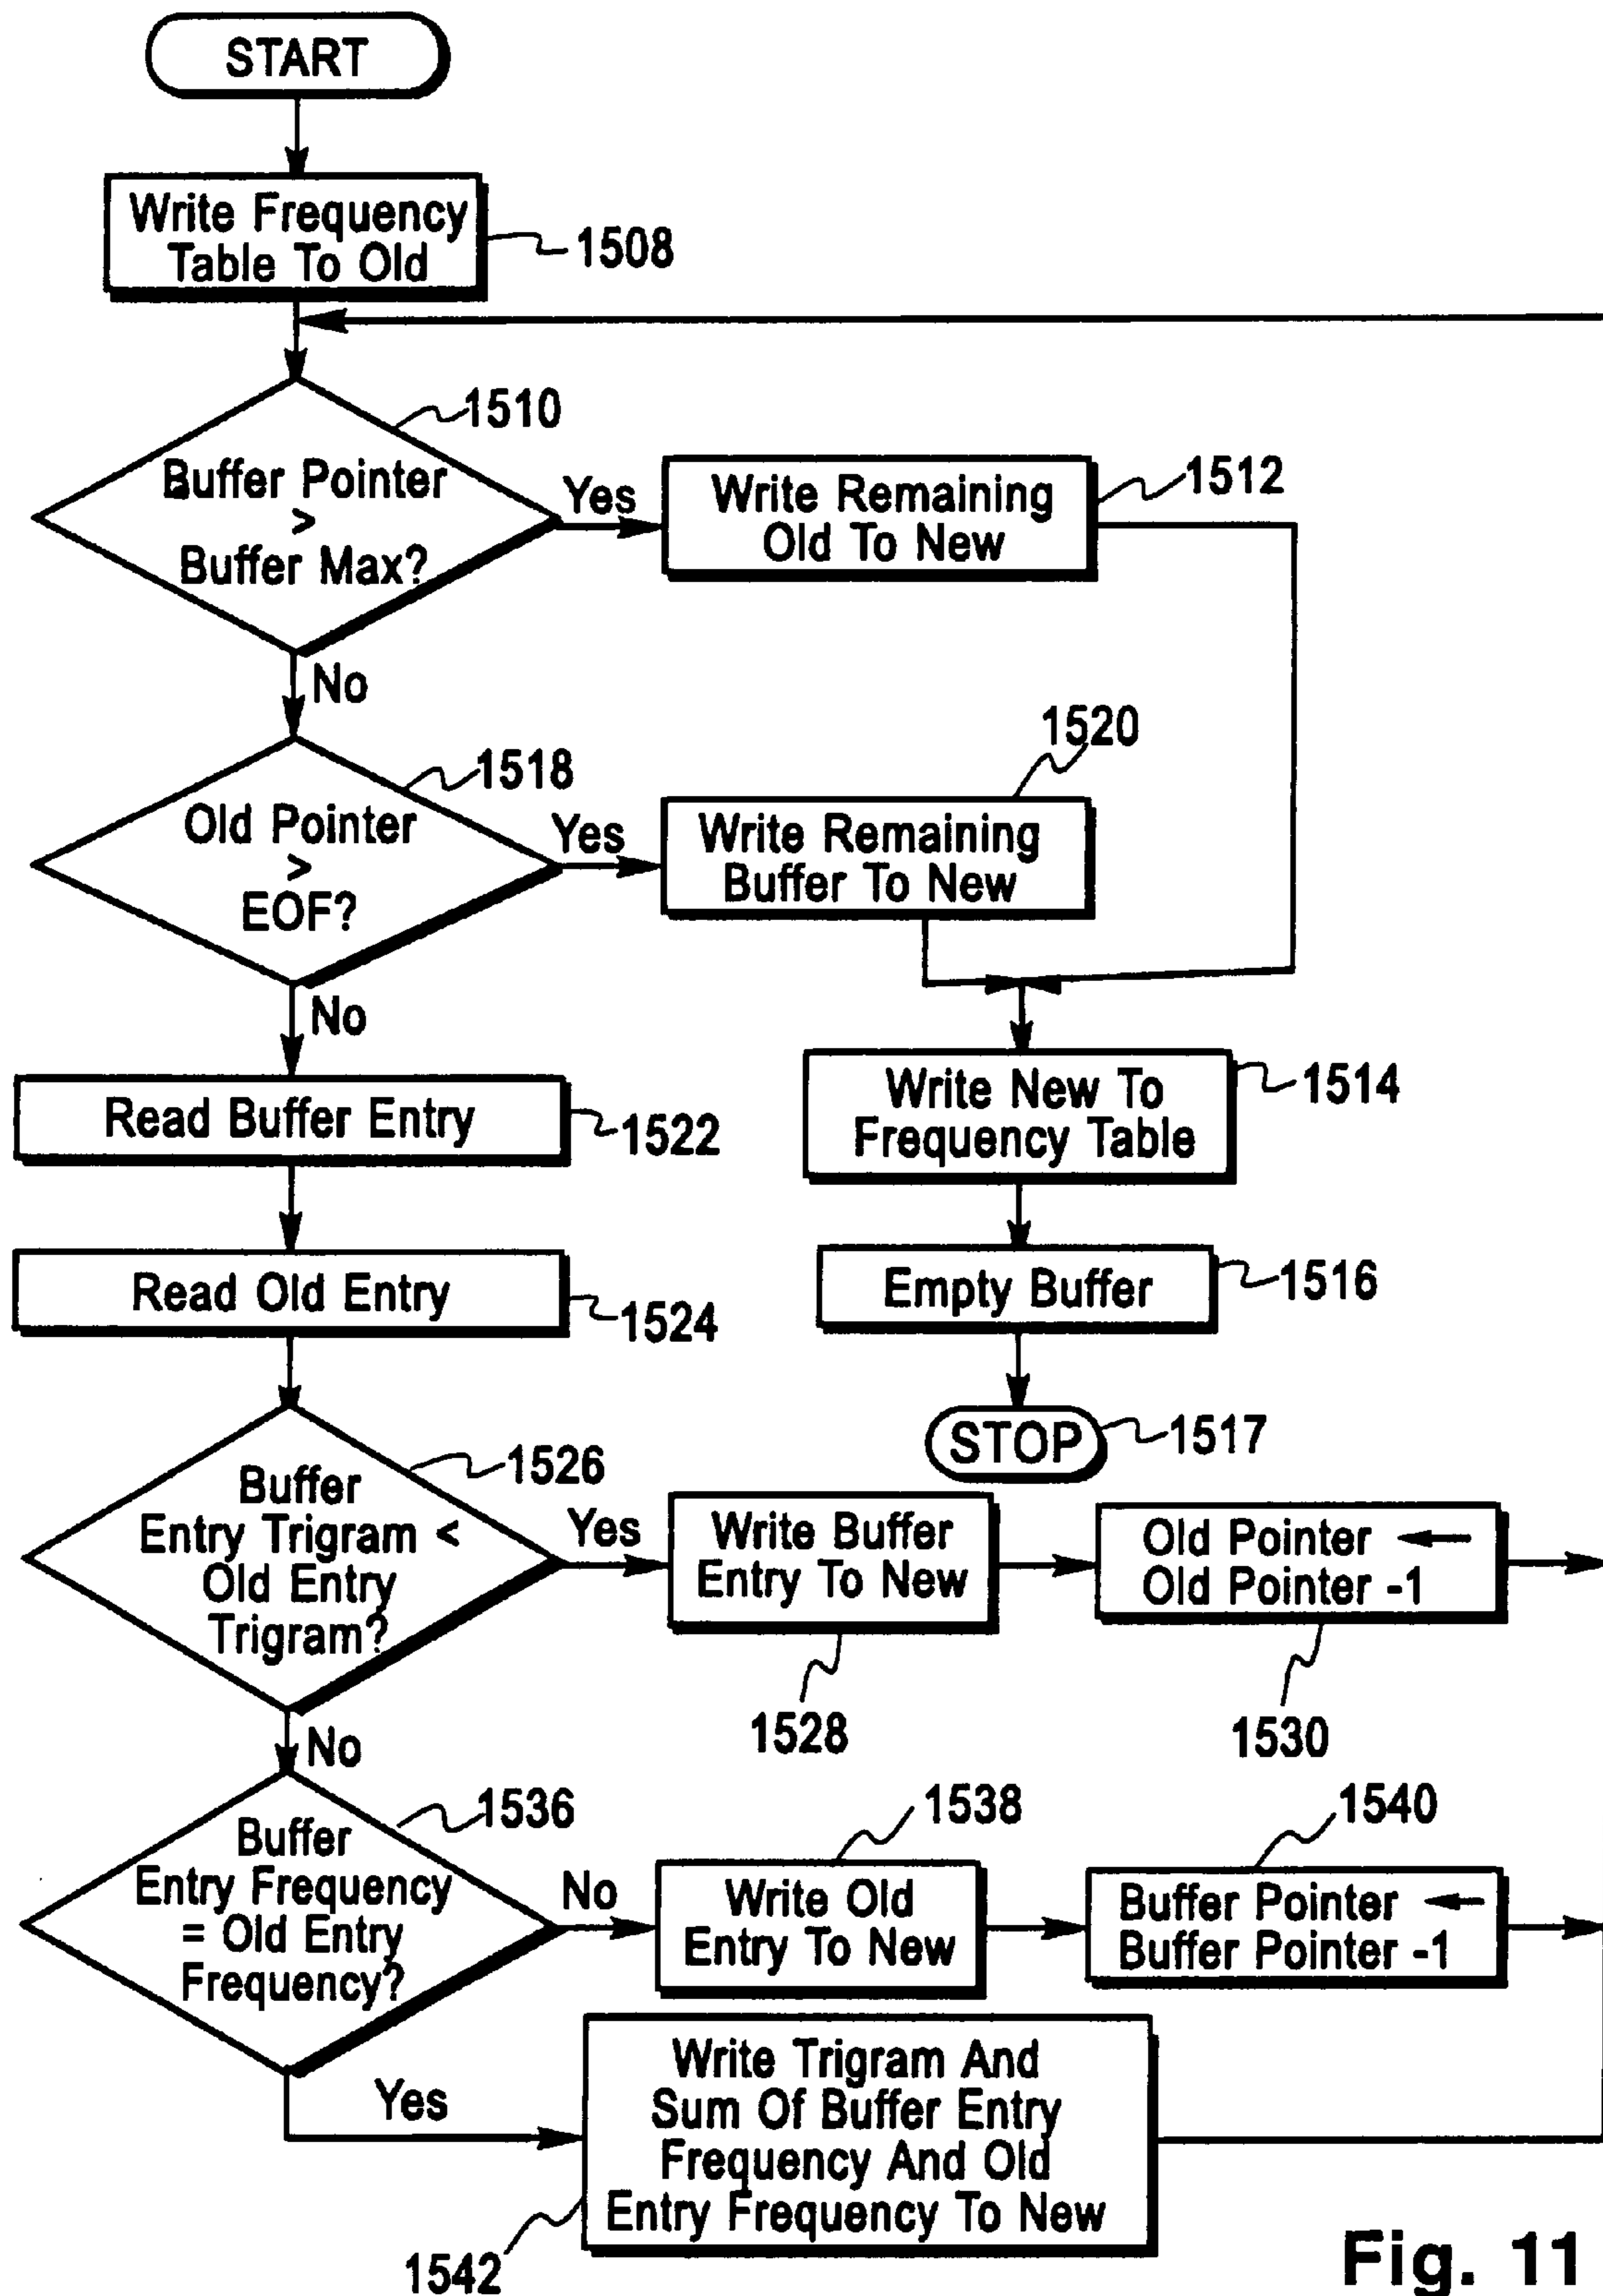 START
Write Frequency
Table To Old
1508
1510
Buffer Pointer
>
Buffer Max?
Yes
Write Remaining
Old To New
1512
No
1518
Old Pointer
>
EOF?
Yes
1520
Write Remaining
Buffer To New
No
Read Buffer Entry
1522
Write New To
Frequency Table
1514
Read Old Entry
1524
Empty Buffer
1516
STOP
1517
1526
Buffer
Entry Trigram <
Old Entry
Trigram?
Yes
Write Buffer
Entry To New
1528
Old Pointer ←
Old Pointer -1
1530
No
1536
Buffer
Entry Frequency
= Old Entry
Frequency?
No
1538
Write Old
Entry To New
1540
Buffer Pointer ←
Buffer Pointer -1
Yes
Write Trigram And
Sum Of Buffer Entry
Frequency And Old
Entry Frequency To New
1542
Fig. 11